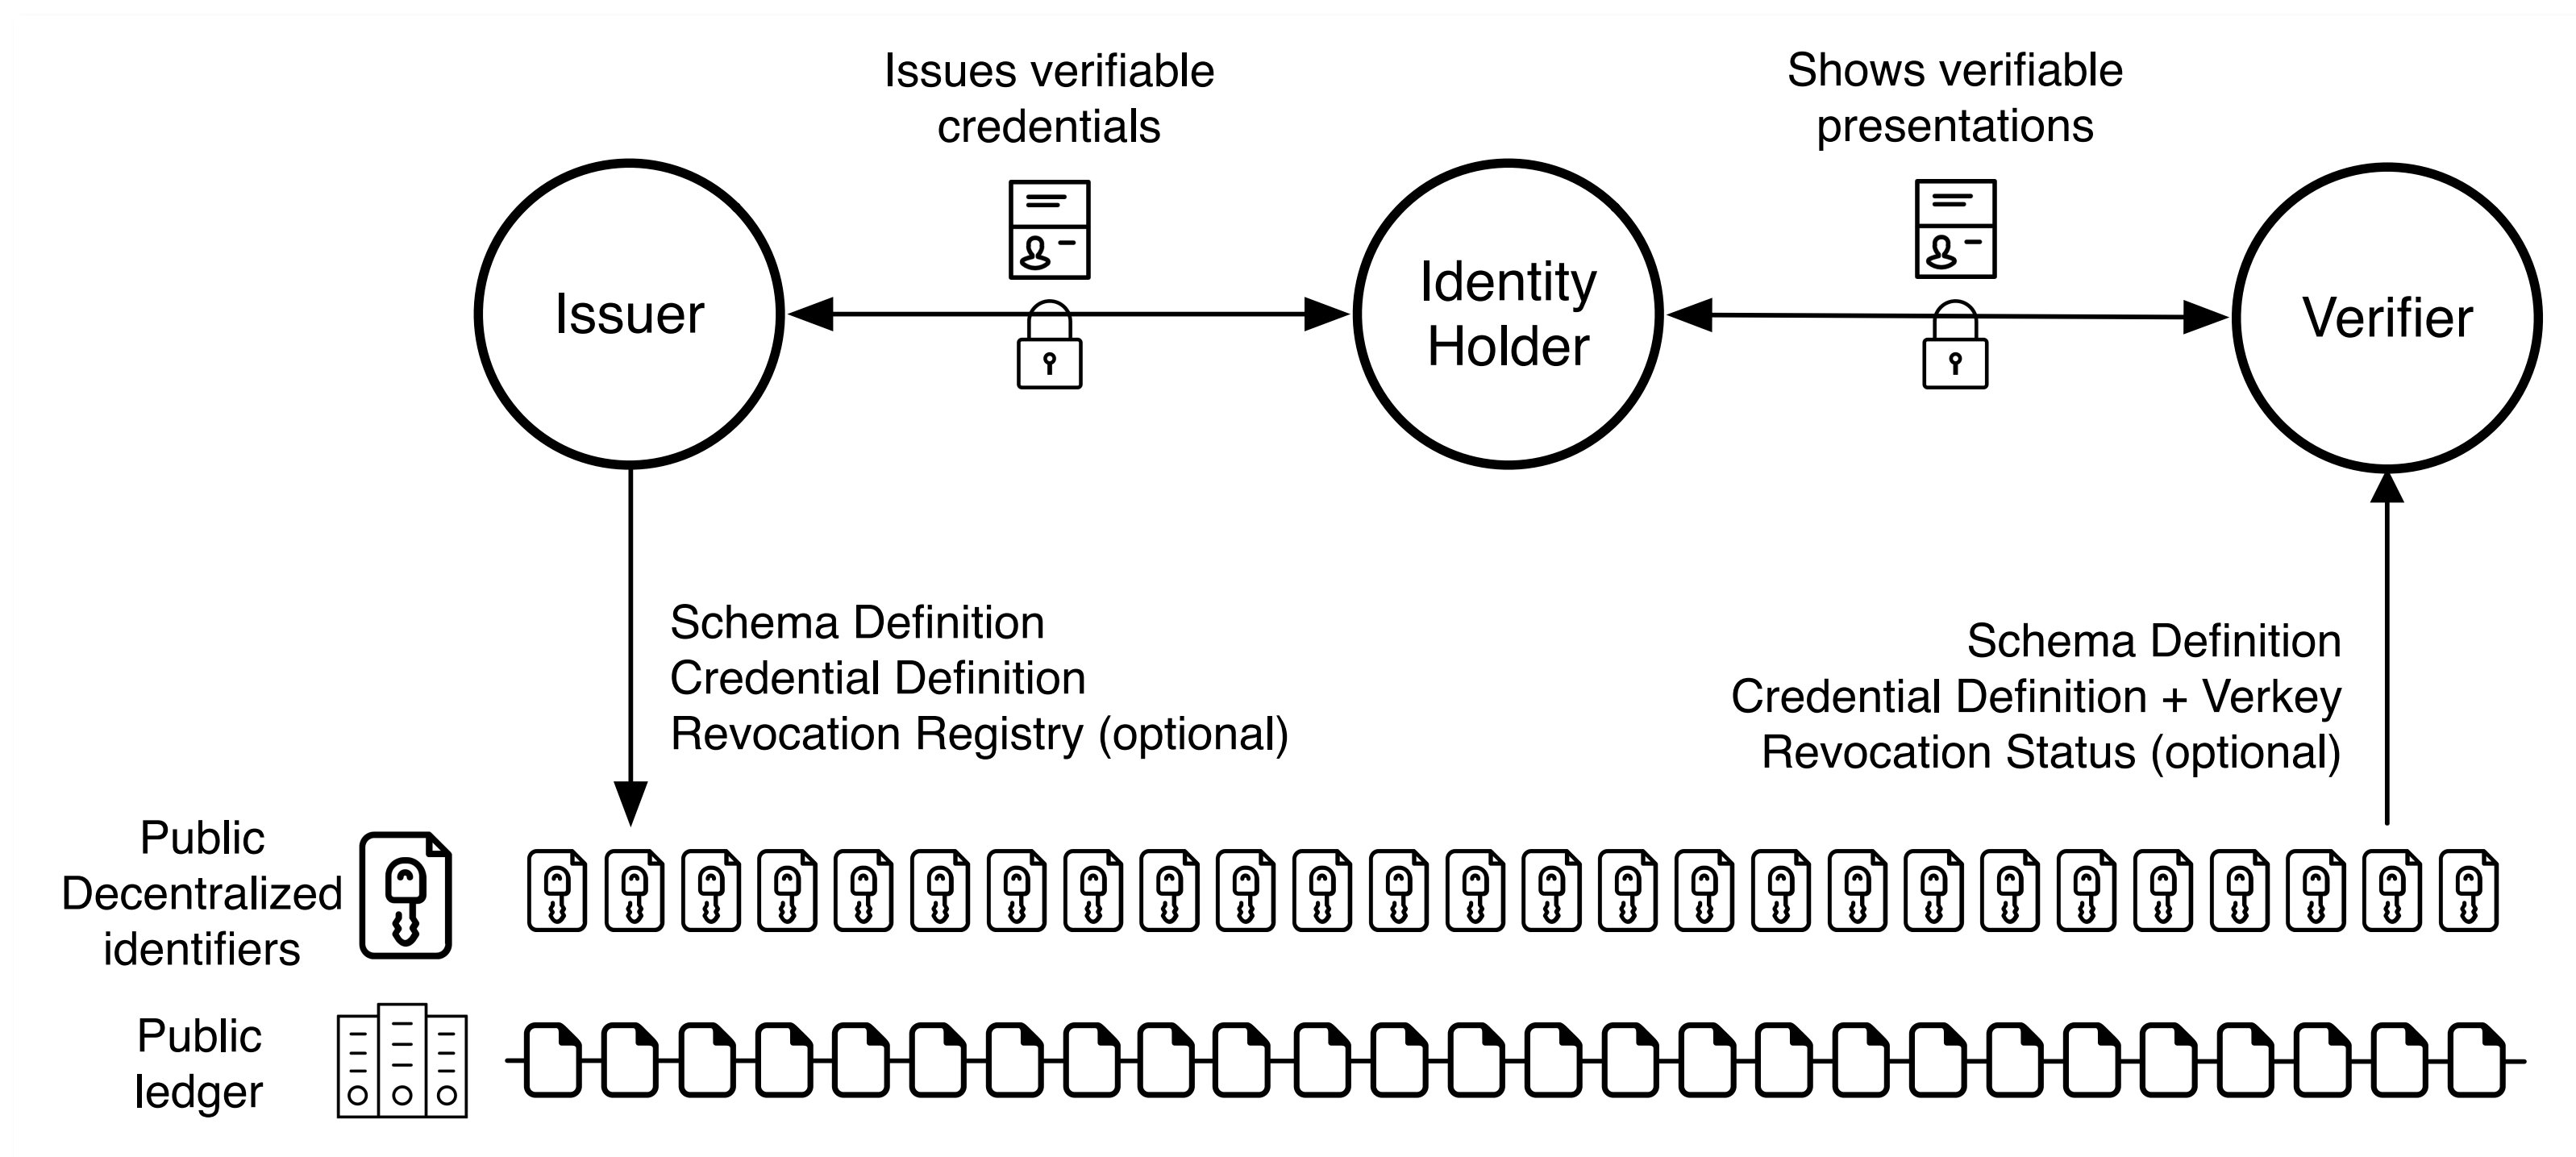 Issues verifiable
credentials
Shows verifiable
presentations
Issuer
Identity
Holder
Verifier
Schema Definition
Credential Definition
Revocation Registry (optional)
Schema Definition
Credential Definition + Verkey
Revocation Status (optional)
Public
Decentralized
identifiers
Public
ledger